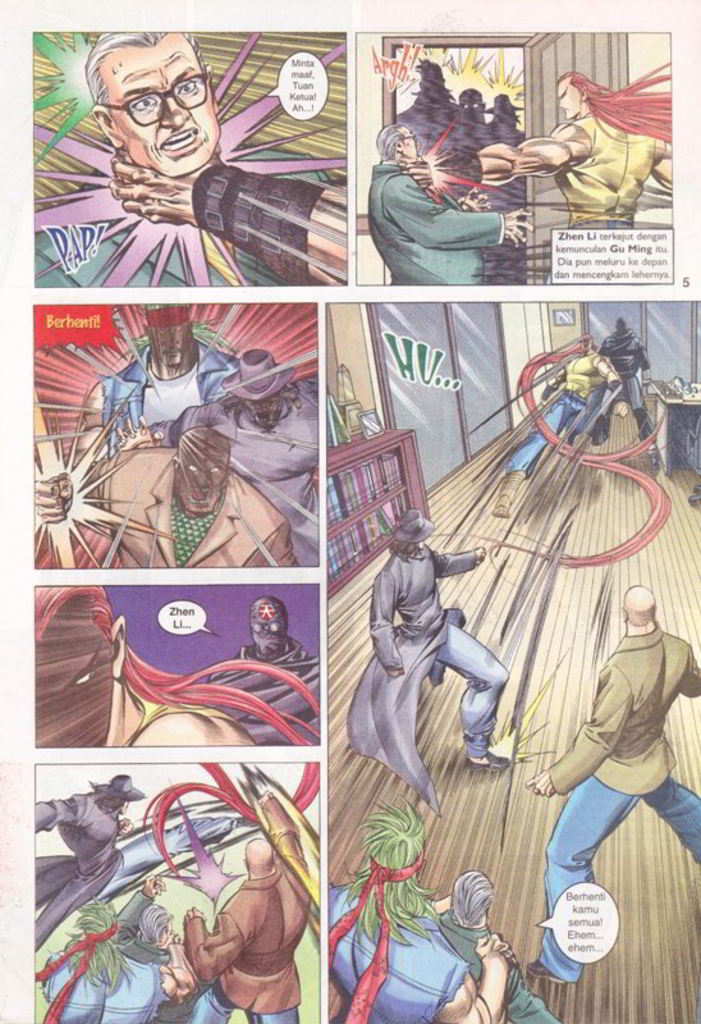 Minta
maaf,
Tuan
Ketua!
Ah...!
PAP!
Argh!
Zhen Li terkejut dengan
kemunculan Gu Ming itu.
Dia pun meluru ke depan
dan mencengkam lehernya.
5
Berhenti!
HU...
Zhen
Li...
Berhenti
kamu
semua!
Ehem...
ehem...